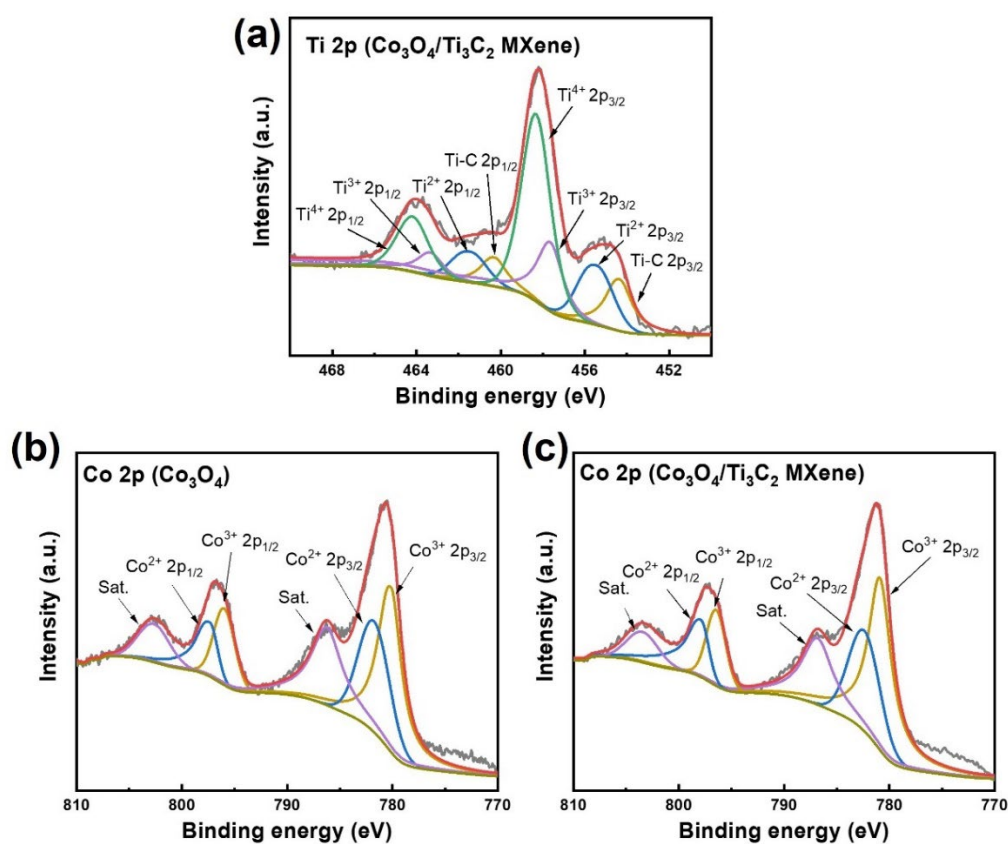 (a)
Ti 2p (Co₃O₄/Ti₃C₂ MXene)
Intensity (a.u.)
Ti⁴⁺ 2p₁/₂
Ti³⁺ 2p₁/₂
Ti²⁺ 2p₁/₂
Ti-C 2p₁/₂
Ti⁴⁺ 2p₃/₂
Ti³⁺ 2p₃/₂
Ti²⁺ 2p₃/₂
Ti-C 2p₃/₂
468 464 460 456 452
Binding energy (eV)
(b)
Co 2p (Co₃O₄)
Intensity (a.u.)
Sat.
Co²⁺ 2p₁/₂
Co³⁺ 2p₁/₂
Sat.
Co²⁺ 2p₃/₂
Co³⁺ 2p₃/₂
810 800 790 780 770
Binding energy (eV)
(c)
Co 2p (Co₃O₄/Ti₃C₂ MXene)
Intensity (a.u.)
Sat.
Co²⁺ 2p₁/₂
Co³⁺ 2p₁/₂
Sat.
Co²⁺ 2p₃/₂
Co³⁺ 2p₃/₂
810 800 790 780 770
Binding energy (eV)